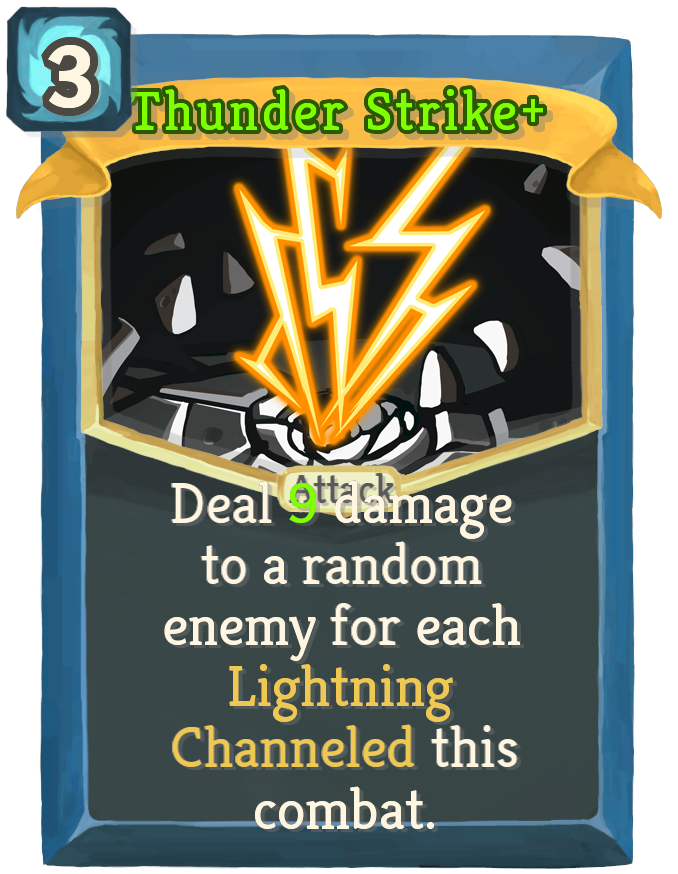 3
Thunder Strike+
Attack
Deal 9 damage
to a random
enemy for each
Lightning
Channeled this
combat.